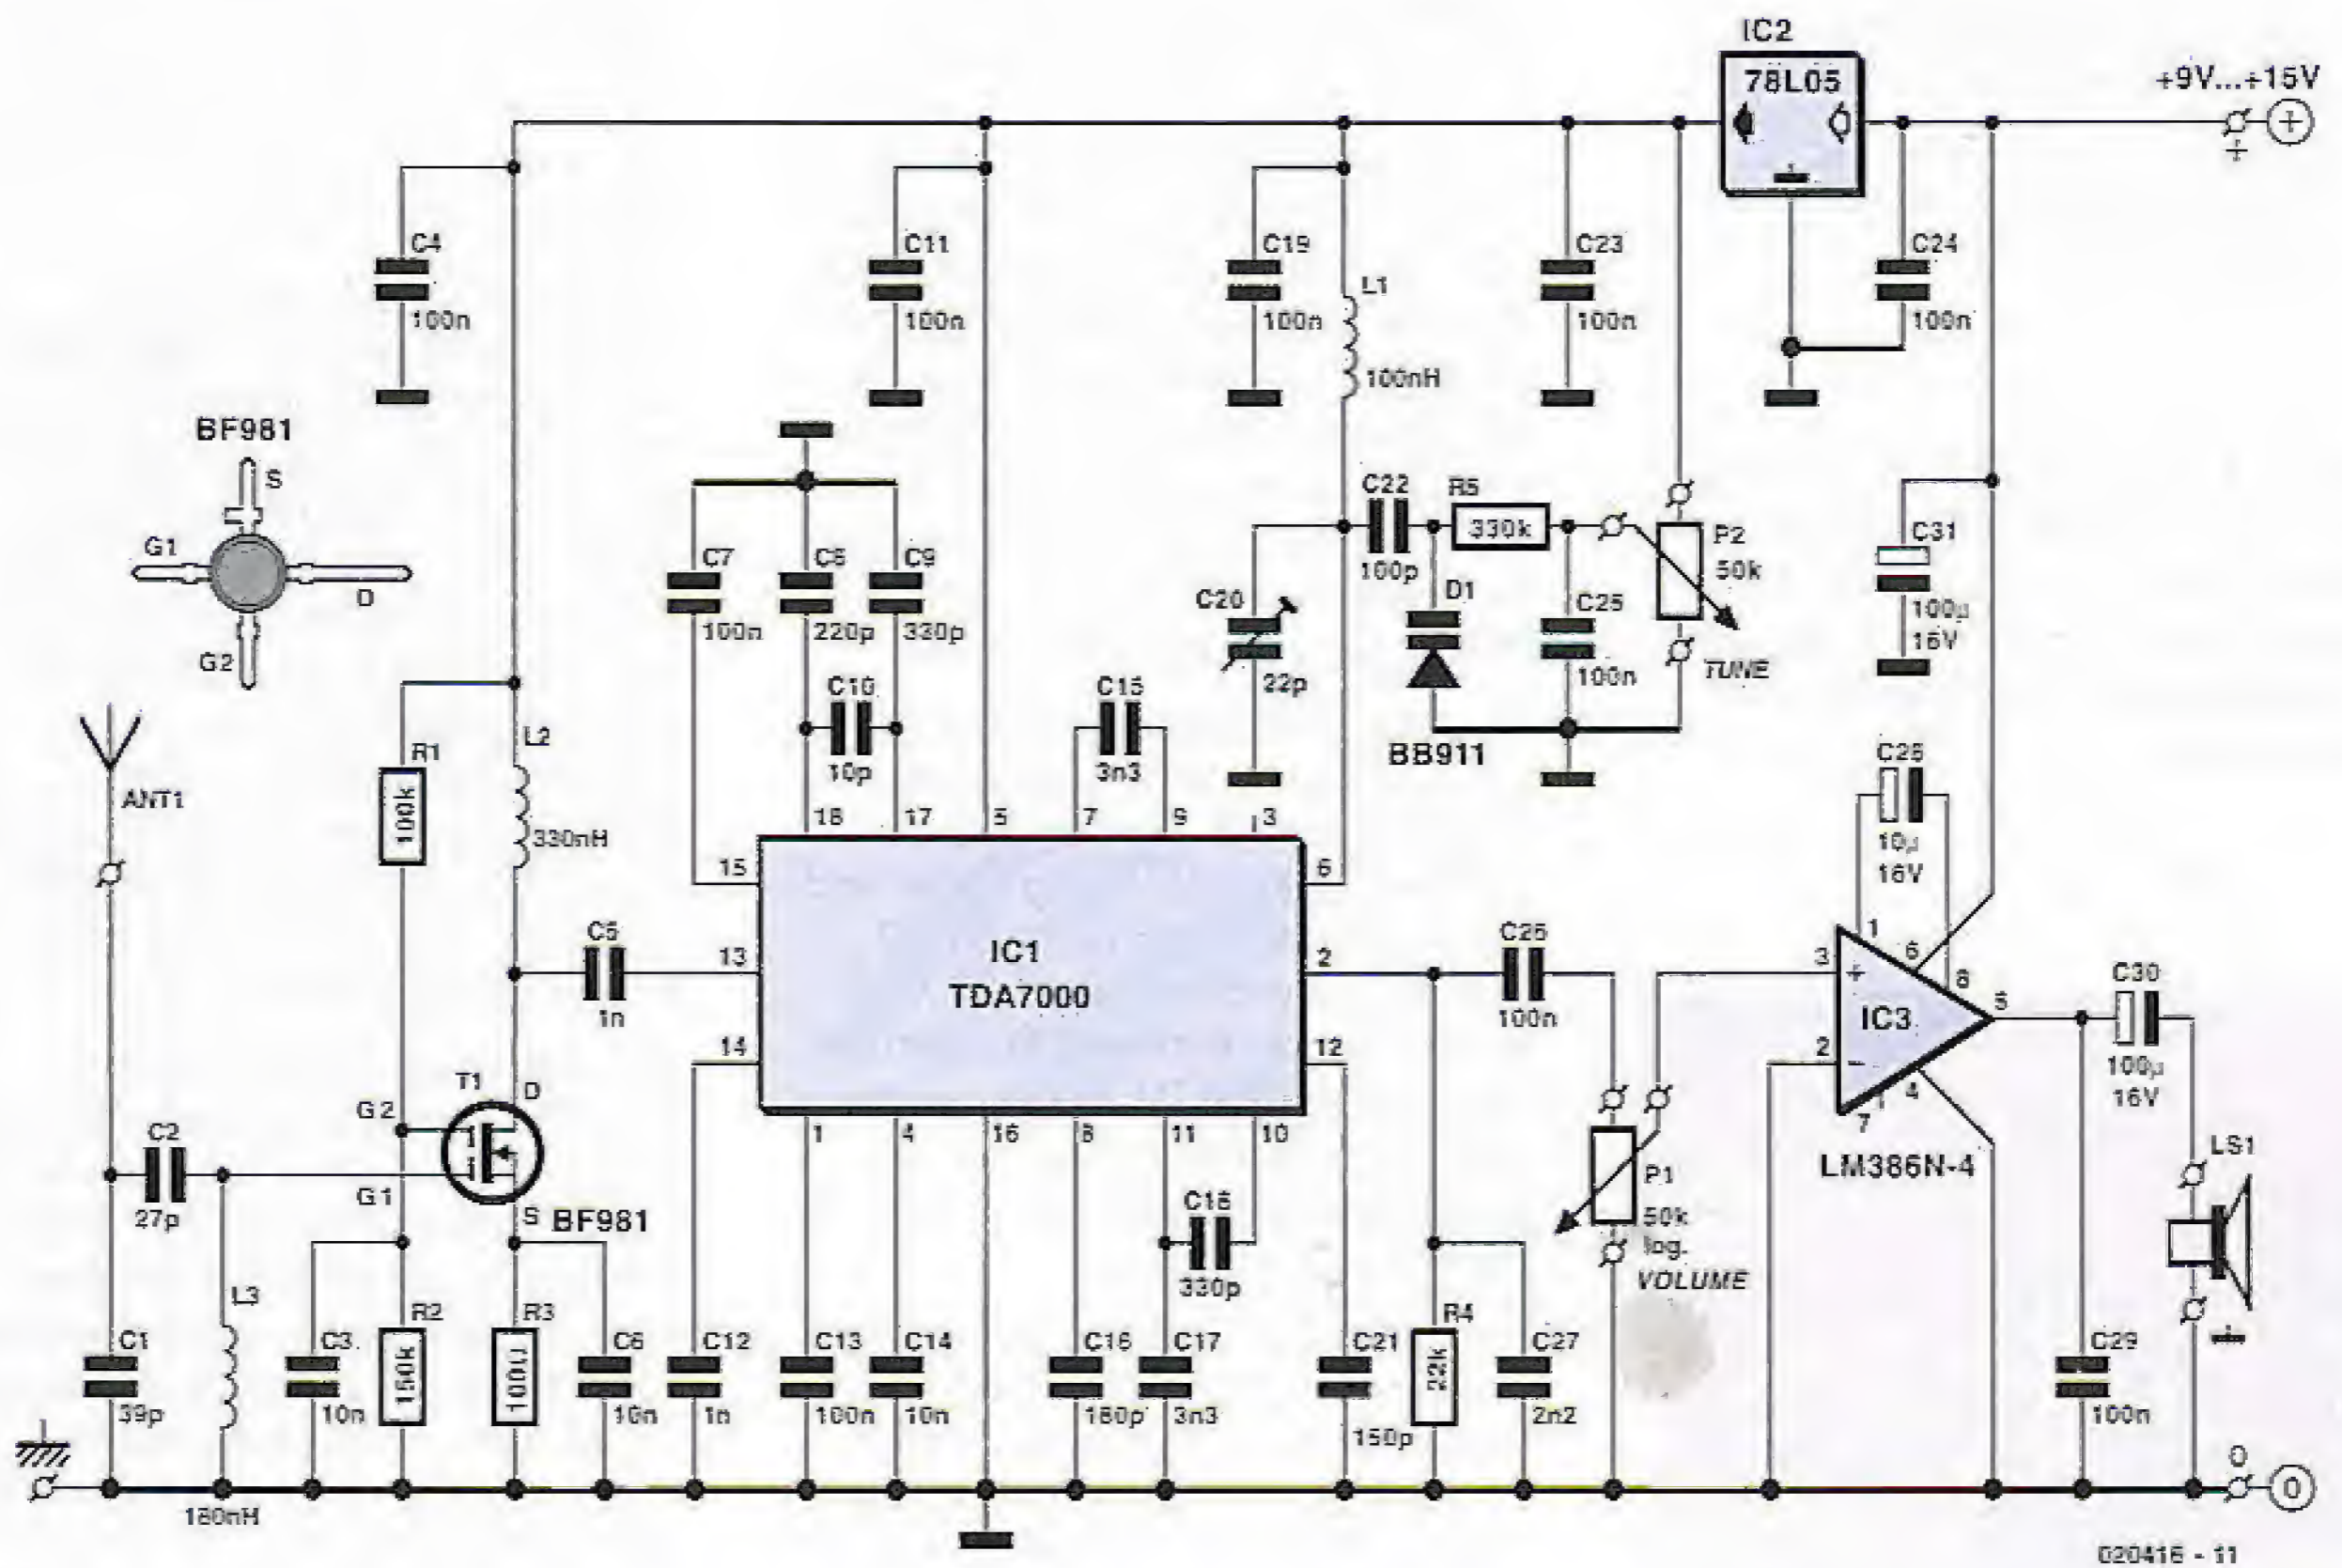 IC2
78L05
+9V...+15V
+
+
C4
100n
C11
100n
C19
100n
L1
100nH
C23
100n
C24
100n
BF981
S
G1
D
G2
C7
100n
C8
220p
C9
330p
C10
10p
C15
3n3
C20
22p
C22
100p
R5
330k
D1
BB911
C25
100n
P2
50k
TUNE
C31
100µ
16V
C28
10µ
16V
ANT1
R1
100k
L2
330nH
18
17
5
7
9
3
15
6
C5
1n
13
IC1
TDA7000
2
14
12
1
4
16
8
11
10
C26
100n
3
+
1
6
8
IC3
5
2
-
7
4
LM386N-4
C30
100µ
16V
LS1
T1
D
G2
G1
S
BF981
C2
27p
C18
330p
P1
50k
log.
VOLUME
C1
39p
L3
180nH
C3
10n
R2
150k
R3
100Ω
C6
10n
C12
1n
C13
100n
C14
10n
C16
180p
C17
3n3
C21
150p
R4
22k
C27
2n2
C29
100n
0
0
020416 - 11